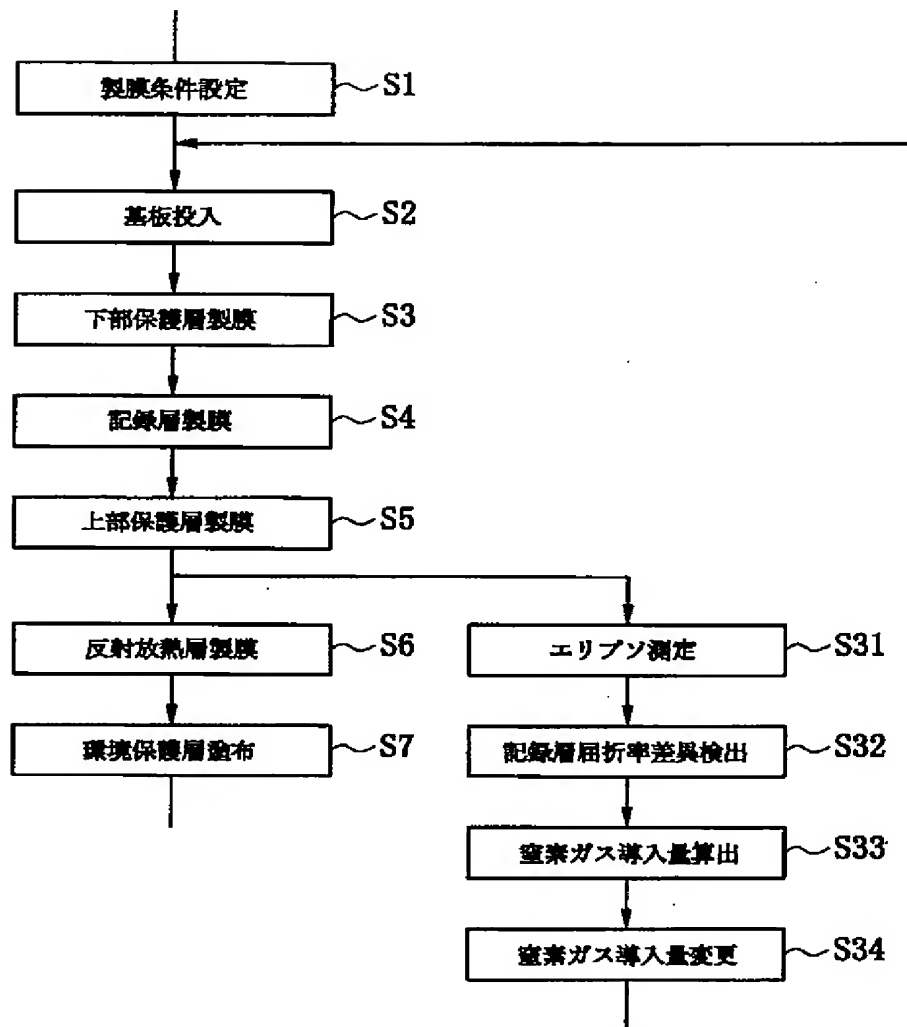 製膜条件設定 S1
基板投入 S2
下部保護層製膜 S3
記録層製膜 S4
上部保護層製膜 S5
反射放熱層製膜 S6
エリプソ測定 S31
環境保護層塗布 S7
記録層屈折率差異検出 S32
窒素ガス導入量算出 S33
窒素ガス導入量変更 S34